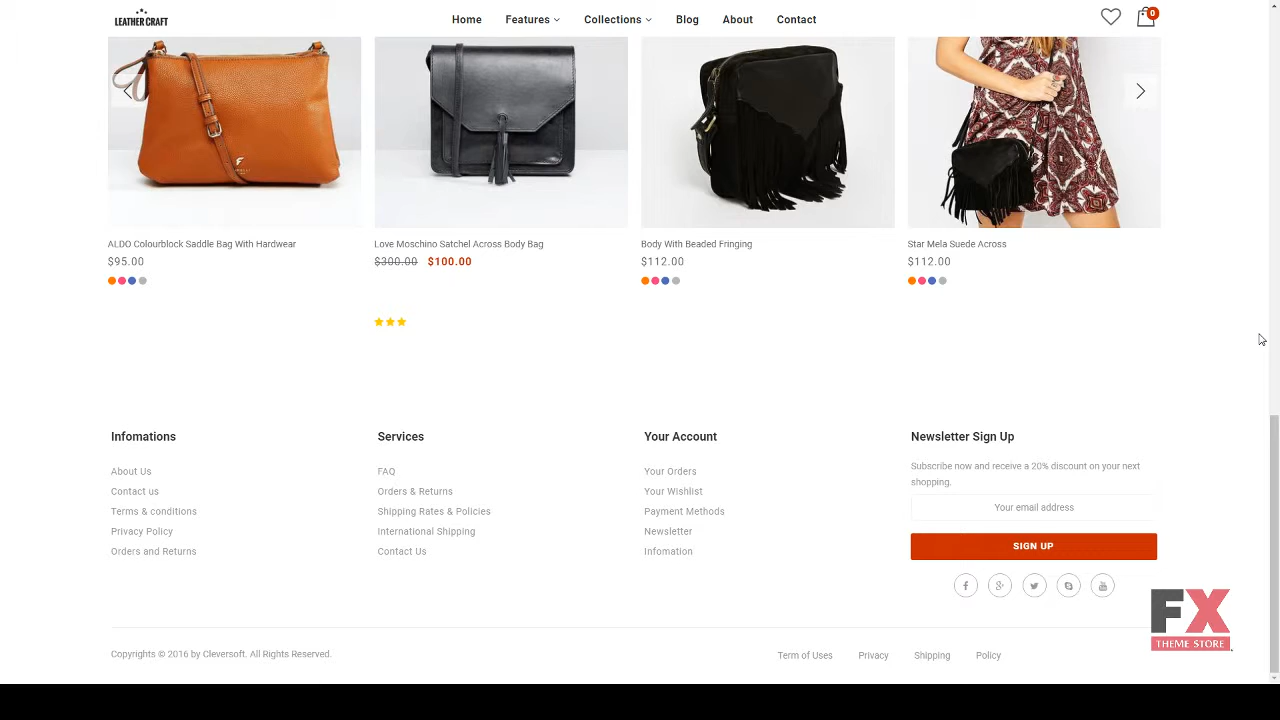 LEATHER CRAFT
Home Features Collections Blog About Contact
0
ALDO Colourblock Saddle Bag With Hardwear
$95.00
Love Moschino Satchel Across Body Bag
$300.00 $100.00
Body With Beaded Fringing
$112.00
Star Mela Suede Across
$112.00
Infomations
About Us
Contact us
Terms & conditions
Privacy Policy
Orders and Returns
Services
FAQ
Orders & Returns
Shipping Rates & Policies
International Shipping
Contact Us
Your Account
Your Orders
Your Wishlist
Payment Methods
Newsletter
Infomation
Newsletter Sign Up
Subscribe now and receive a 20% discount on your next
shopping.
Your email address
SIGN UP
FX
THEME STORE
Copyrights © 2016 by Cleversoft. All Rights Reserved.
Term of Uses Privacy Shipping Policy